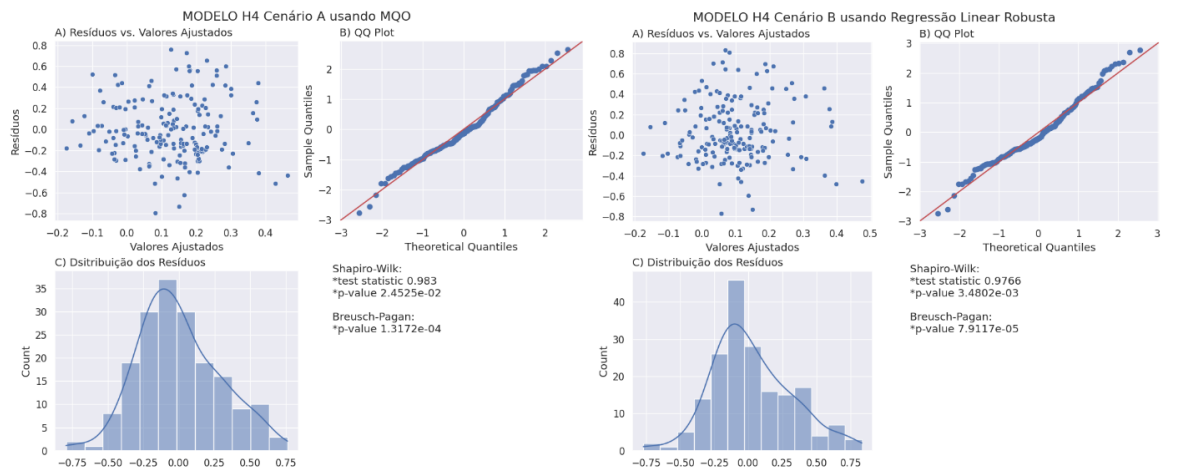 MODELO H4 Cenário A usando MQO
A) Resíduos vs. Valores Ajustados
Resíduos
0.8
0.6
0.4
0.2
0.0
−0.2
−0.4
−0.6
−0.8
−0.2 −0.1 0.0 0.1 0.2 0.3 0.4
Valores Ajustados
B) QQ Plot
Sample Quantiles
2
1
0
−1
−2
−3
−3 −2 −1 0 1 2
Theoretical Quantiles
C) Dsitribuição dos Resíduos
Count
35
30
25
20
15
10
5
0
−0.75 −0.50 −0.25 0.00 0.25 0.50 0.75
Shapiro-Wilk:
*test statistic 0.983
*p-value 2.4525e-02
Breusch-Pagan:
*p-value 1.3172e-04
MODELO H4 Cenário B usando Regressão Linear Robusta
A) Resíduos vs. Valores Ajustados
Resíduos
0.8
0.6
0.4
0.2
0.0
−0.2
−0.4
−0.6
−0.8
−0.2 −0.1 0.0 0.1 0.2 0.3 0.4 0.5
Valores Ajustados
B) QQ Plot
Sample Quantiles
3
2
1
0
−1
−2
−3
−3 −2 −1 0 1 2 3
Theoretical Quantiles
C) Distribuição dos Resíduos
Count
40
30
20
10
0
−0.75 −0.50 −0.25 0.00 0.25 0.50 0.75
Shapiro-Wilk:
*test statistic 0.9766
*p-value 3.4802e-03
Breusch-Pagan:
*p-value 7.9117e-05